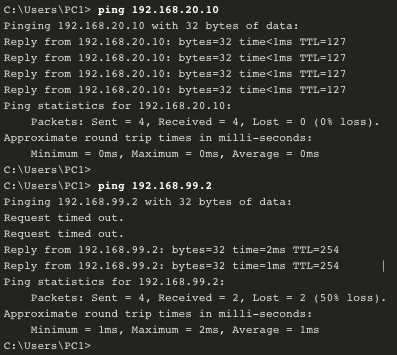 C:\Users\PC1> ping 192.168.20.10
Pinging 192.168.20.10 with 32 bytes of data:
Reply from 192.168.20.10: bytes=32 time<1ms TTL=127
Reply from 192.168.20.10: bytes=32 time<1ms TTL=127
Reply from 192.168.20.10: bytes=32 time<1ms TTL=127
Reply from 192.168.20.10: bytes=32 time<1ms TTL=127
Ping statistics for 192.168.20.10:
    Packets: Sent = 4, Received = 4, Lost = 0 (0% loss).
Approximate round trip times in milli-seconds:
    Minimum = 0ms, Maximum = 0ms, Average = 0ms
C:\Users\PC1>
C:\Users\PC1> ping 192.168.99.2
Pinging 192.168.99.2 with 32 bytes of data:
Request timed out.
Request timed out.
Reply from 192.168.99.2: bytes=32 time=2ms TTL=254
Reply from 192.168.99.2: bytes=32 time=1ms TTL=254
Ping statistics for 192.168.99.2:
    Packets: Sent = 4, Received = 2, Lost = 2 (50% loss).
Approximate round trip times in milli-seconds:
    Minimum = 1ms, Maximum = 2ms, Average = 1ms
C:\Users\PC1>